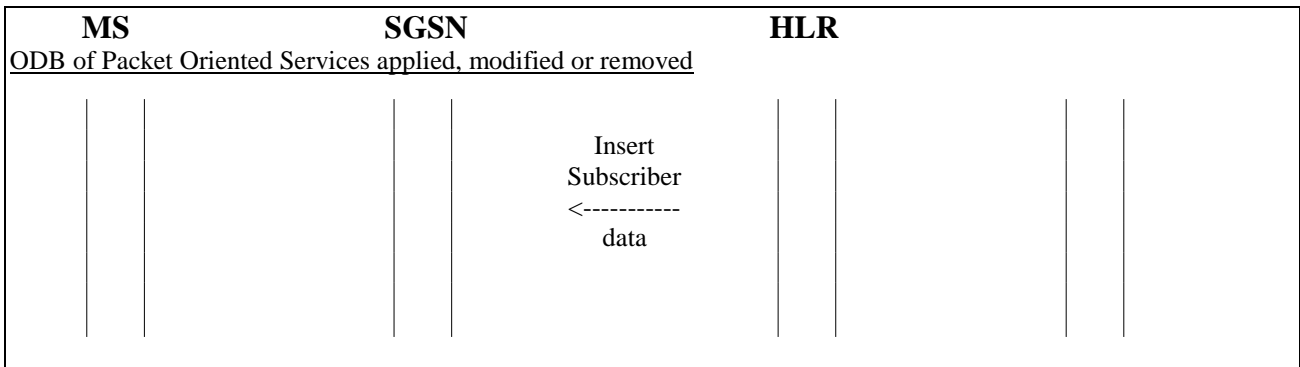 MS SGSN HLR
ODB of Packet Oriented Services applied, modified or removed
Insert
Subscriber
<-----------
data